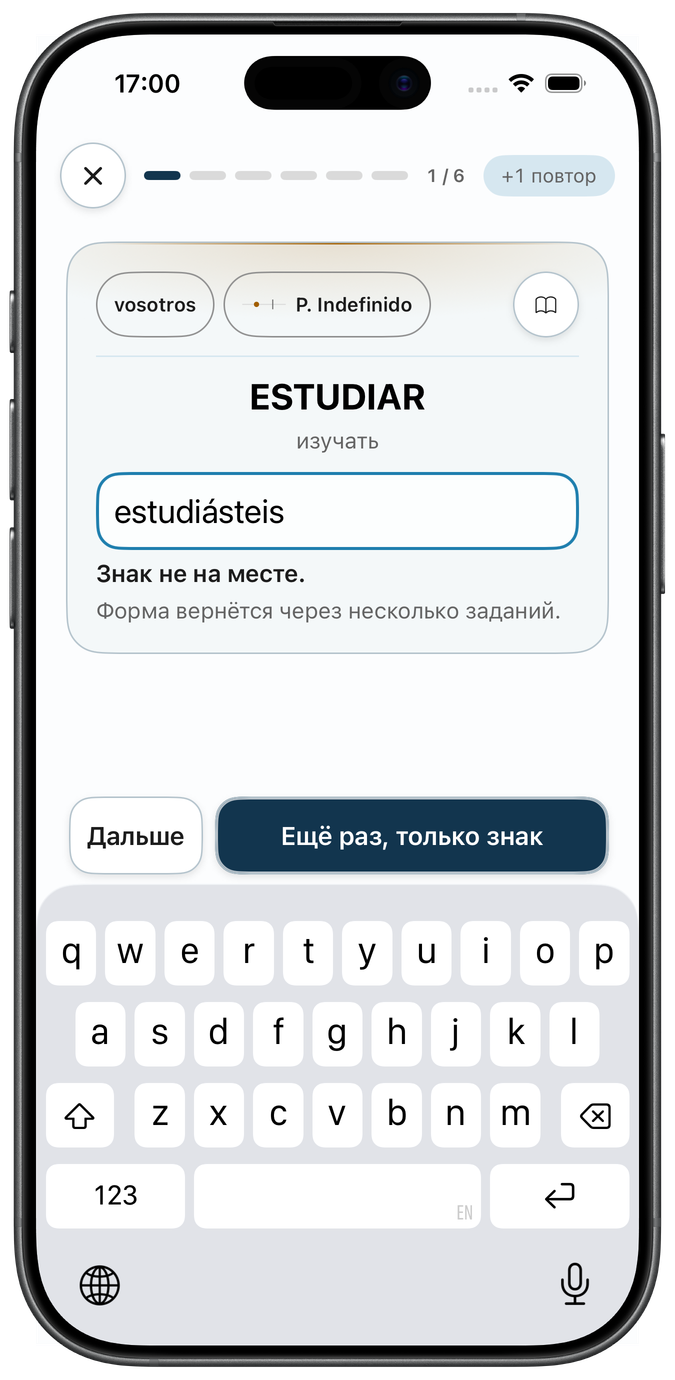 17:00
1 / 6 +1 повтор
vosotros P. Indefinido
ESTUDIAR
изучать
estudiásteis
Знак не на месте.
Форма вернётся через несколько заданий.
Дальше Ещё раз, только знак
q w e r t y u i o p
a s d f g h j k l
z x c v b n m
123 EN